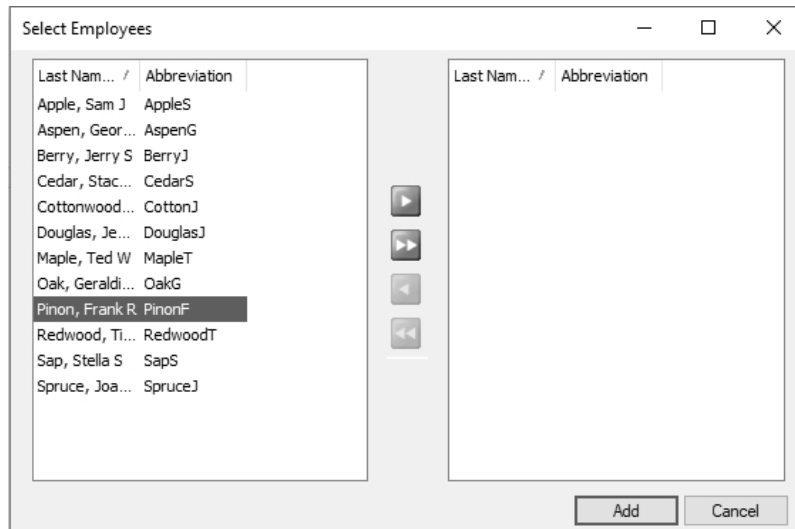 Select Employees
Last Nam... / Abbreviation
Apple, Sam J AppleS
Aspen, Geor... AspenG
Berry, Jerry S BerryJ
Cedar, Stac... CedarS
Cottonwood... CottonJ
Douglas, Je... DouglasJ
Maple, Ted W MapleT
Oak, Geraldi... OakG
Pinon, Frank R PinonF
Redwood, Ti... RedwoodT
Sap, Stella S SapS
Spruce, Joa... SpruceJ
Last Nam... / Abbreviation
Add Cancel